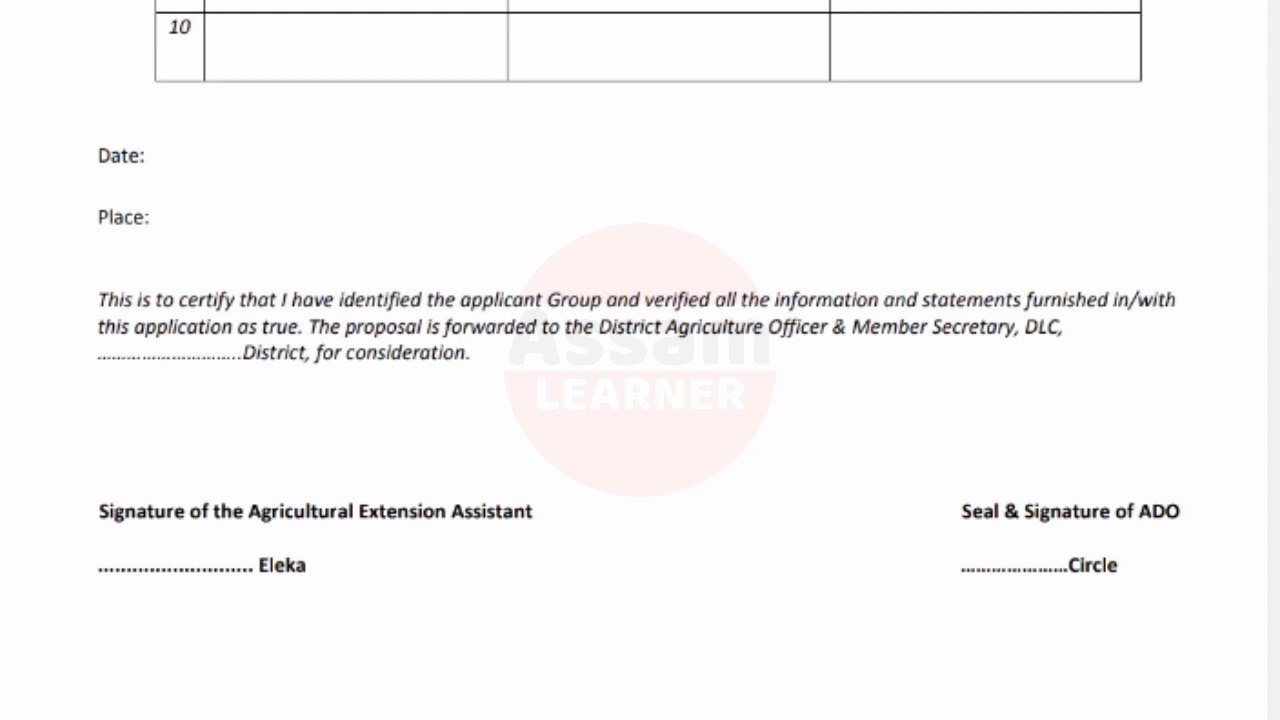 10
Date:
Place:
This is to certify that I have identified the applicant Group and verified all the information and statements furnished in/with
this application as true. The proposal is forwarded to the District Agriculture Officer & Member Secretary, DLC,
………………………..District, for consideration.
Assam
LEARNER
Signature of the Agricultural Extension Assistant
Seal & Signature of ADO
........................... Eleka
…………………Circle